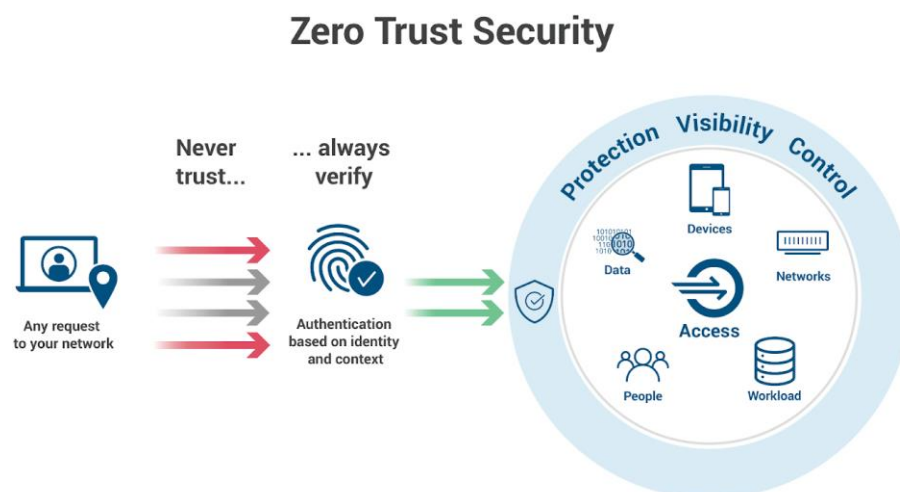 Zero Trust Security
Never
trust...
... always
verify
Any request
to your network
Authentication
based on identity
and context
Protection Visibility Control
Devices
101010101
Data
Networks
Access
People
Workload